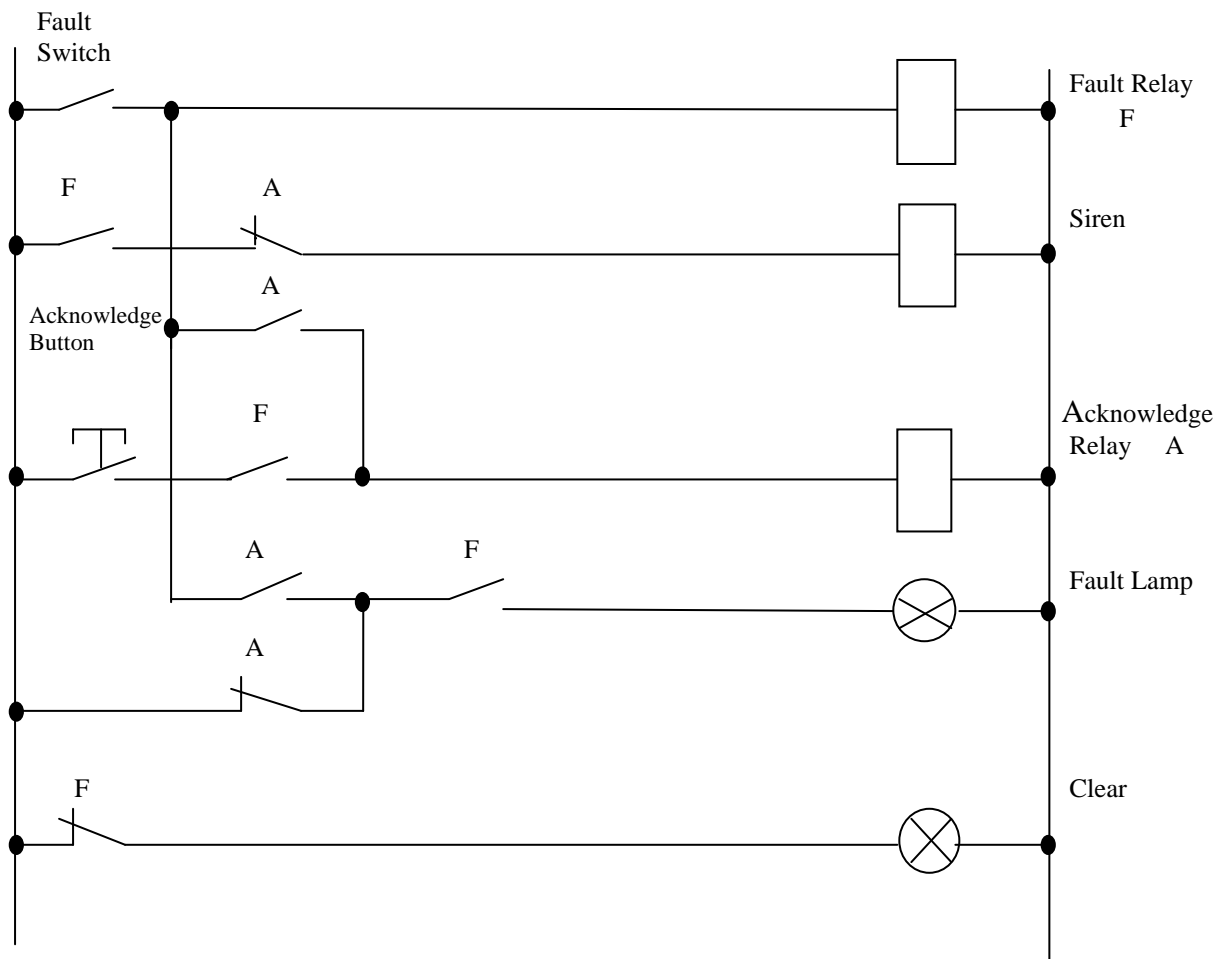 Fault
Switch
Fault Relay
F
F
A
Siren
A
Acknowledge
Button
F
Acknowledge
Relay A
A
F
Fault Lamp
A
F
Clear